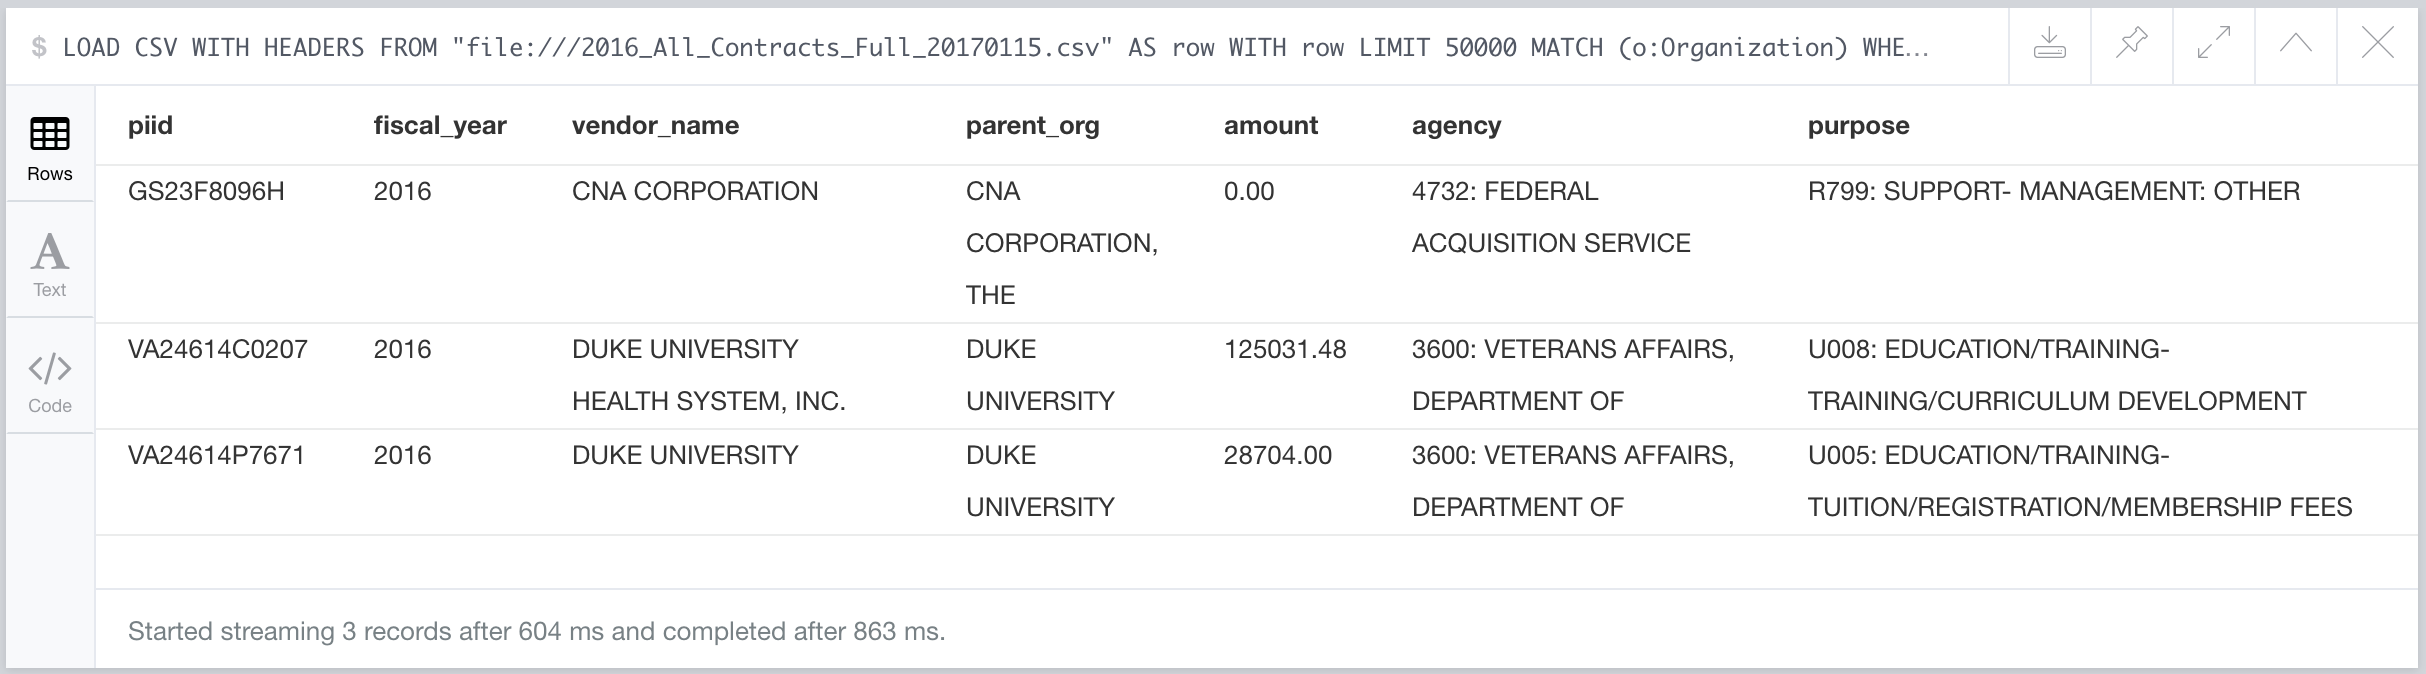 $ LOAD CSV WITH HEADERS FROM "file:///2016_All_Contracts_Full_20170115.csv" AS row WITH row LIMIT 50000 MATCH (o:Organization) WHE...
Rows
Text
Code
piid fiscal_year vendor_name parent_org amount agency purpose
GS23F8096H 2016 CNA CORPORATION CNA 0.00 4732: FEDERAL R799: SUPPORT- MANAGEMENT: OTHER
CORPORATION, ACQUISITION SERVICE
THE
VA24614C0207 2016 DUKE UNIVERSITY DUKE 125031.48 3600: VETERANS AFFAIRS, U008: EDUCATION/TRAINING-
HEALTH SYSTEM, INC. UNIVERSITY DEPARTMENT OF TRAINING/CURRICULUM DEVELOPMENT
VA24614P7671 2016 DUKE UNIVERSITY DUKE 28704.00 3600: VETERANS AFFAIRS, U005: EDUCATION/TRAINING-
UNIVERSITY DEPARTMENT OF TUITION/REGISTRATION/MEMBERSHIP FEES
Started streaming 3 records after 604 ms and completed after 863 ms.